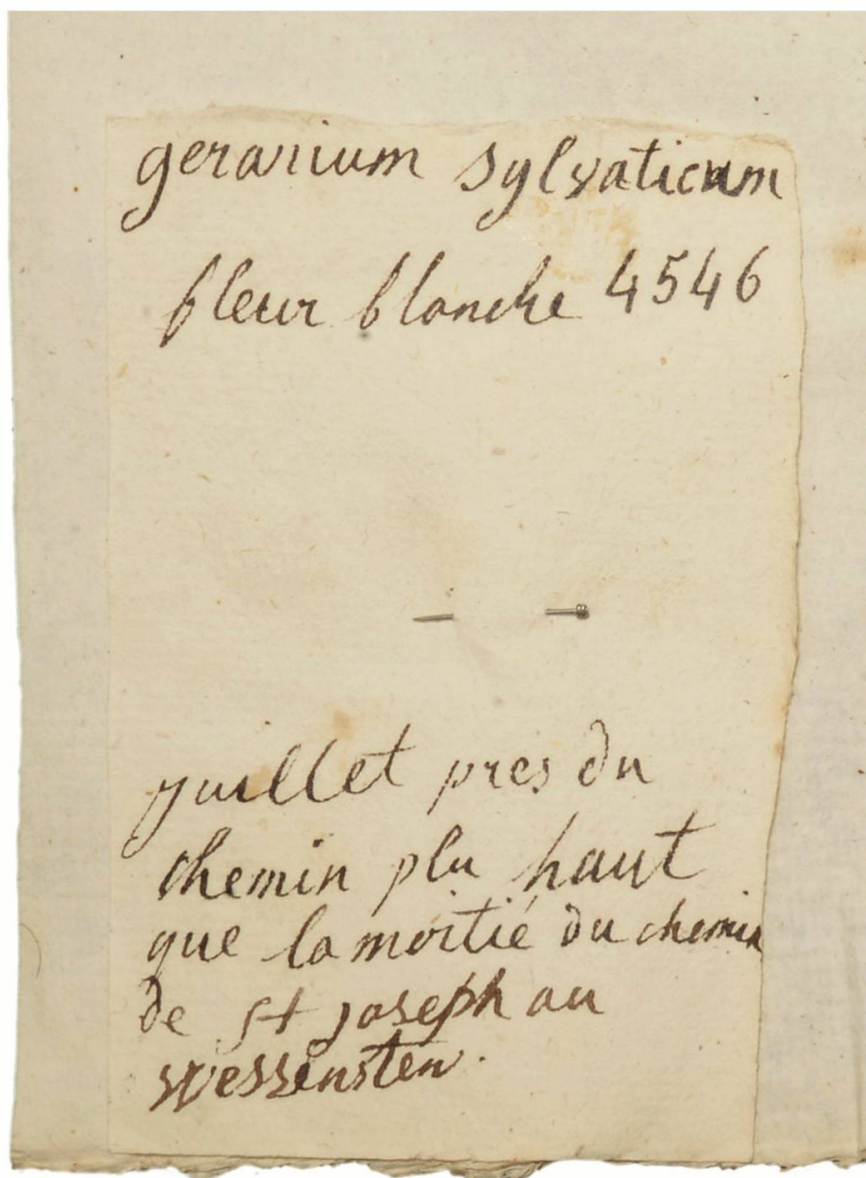 geranium sylvaticum
fleur blanche 4546
juillet pres du
chemin plu haut
que la moitié du chemin
de st joseph au
Wessensten.